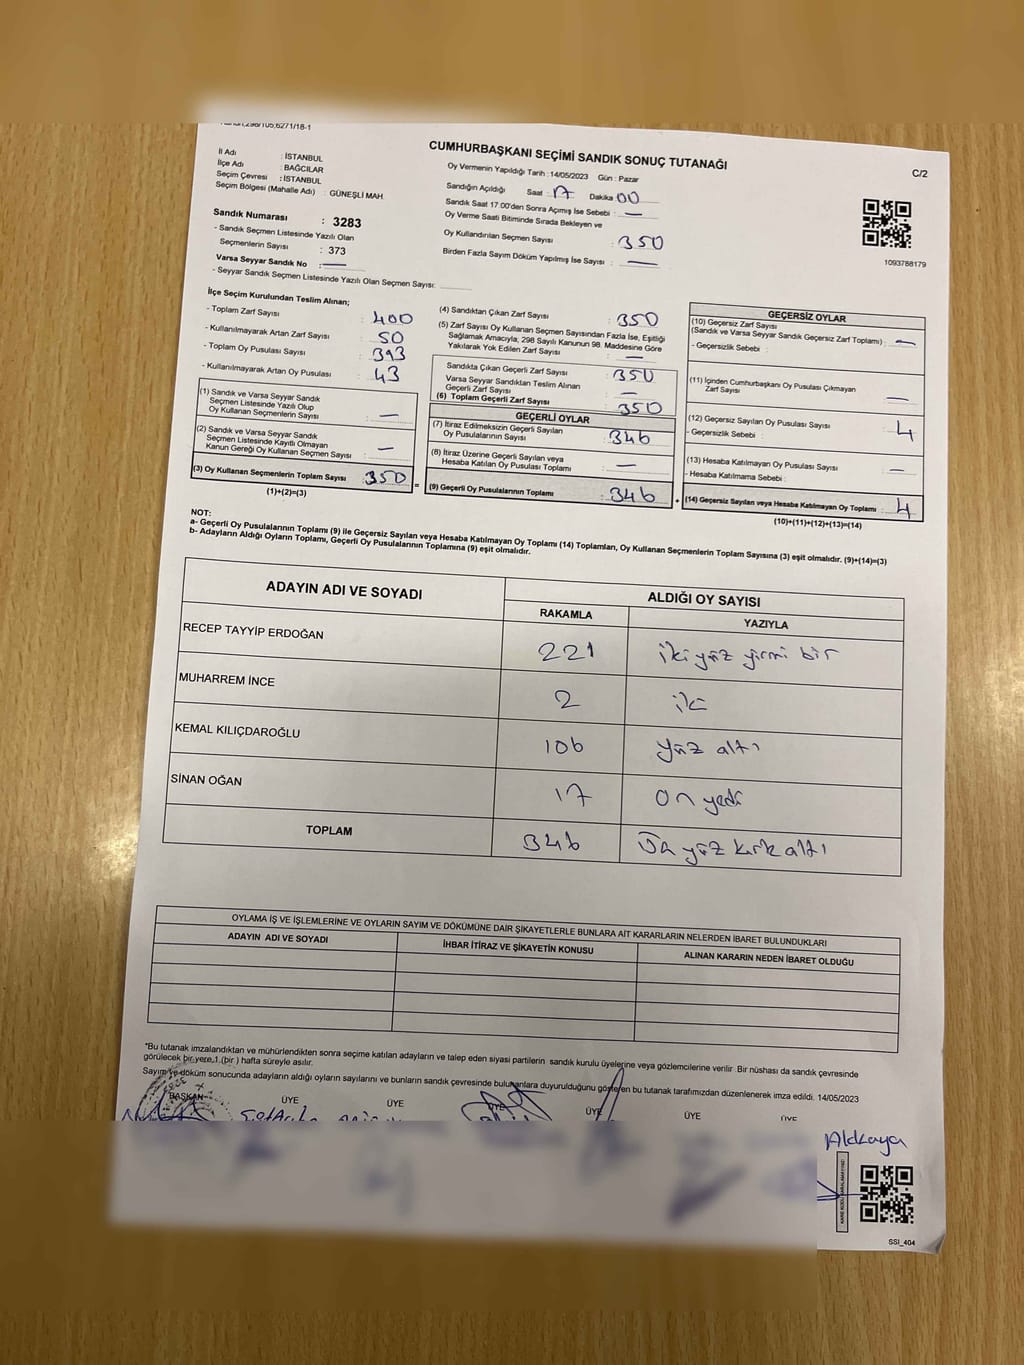 CUMHURBAŞKANI SEÇİMİ SANDIK SONUÇ TUTANAĞI
C/2
İl Adı : İSTANBUL
İlçe Adı : BAĞCILAR
Seçim Çevresi : İSTANBUL
Seçim Bölgesi (Mahalle Adı) : GÜNEŞLİ MAH.
Oy Vermenin Yapıldığı Tarih :14/05/2023 Gün : Pazar
Sandığın Açıldığı Saat : 17 Dakika 00
Sandık Saat 17:00'den Sonra Açımış İse Sebebi : —
Oy Verme Saati Bitiminde Sırada Bekleyen ve
Oy Kullandırılan Seçmen Sayısı : 350
Birden Fazla Sayım Döküm Yapılmış İse Sayısı : —
1093788179
Sandık Numarası : 3283
- Sandık Seçmen Listesinde Yazılı Olan
Seçmenlerin Sayısı : 373
Varsa Seyyar Sandık No : —
- Seyyar Sandık Seçmen Listesinde Yazılı Olan Seçmen Sayısı:
İlçe Seçim Kurulundan Teslim Alınan;
- Toplam Zarf Sayısı : 400
- Kullanılmayarak Artan Zarf Sayısı : 50
- Toplam Oy Pusulası Sayısı : 393
- Kullanılmayarak Artan Oy Pusulası : 43
(1) Sandık ve Varsa Seyyar Sandık
Seçmen Listesinde Yazılı Olup
Oy Kullanan Seçmenlerin Sayısı : —
(2) Sandık ve Varsa Seyyar Sandık
Seçmen Listesinde Kayıtlı Olmayan
Kanun Gereği Oy Kullanan Seçmen Sayısı : —
(3) Oy Kullanan Seçmenlerin Toplam Sayısı : 350
(1)+(2)=(3)
=
(4) Sandıktan Çıkan Zarf Sayısı : 350
(5) Zarf Sayısı Oy Kullanan Seçmen Sayısından Fazla İse, Eşitliği
Sağlamak Amacıyla; 298 Sayılı Kanunun 98. Maddesine Göre
Yakılarak Yok Edilen Zarf Sayısı : —
Sandıkta Çıkan Geçerli Zarf Sayısı : 350
Varsa Seyyar Sandıktan Teslim Alınan
Geçerli Zarf Sayısı : —
(6) Toplam Geçerli Zarf Sayısı : 350
GEÇERLİ OYLAR
(7) İtiraz Edilmeksizin Geçerli Sayılan
Oy Pusulalarının Sayısı : 346
(8) İtiraz Üzerine Geçerli Sayılan veya
Hesaba Katılan Oy Pusulası Toplamı : —
(9) Geçerli Oy Pusulalarının Toplamı : 346
+
GEÇERSİZ OYLAR
(10) Geçersiz Zarf Sayısı
(Sandık ve Varsa Seyyar Sandık Geçersiz Zarf Toplamı) : —
- Geçersizlik Sebebi :
(11) İçinden Cumhurbaşkanı Oy Pusulası Çıkmayan
Zarf Sayısı : —
(12) Geçersiz Sayılan Oy Pusulası Sayısı : 4
- Geçersizlik Sebebi :
(13) Hesaba Katılmayan Oy Pusulası Sayısı : —
- Hesaba Katılmama Sebebi :
(14) Geçersiz Sayılan veya Hesaba Katılmayan Oy Toplamı : 4
(10)+(11)+(12)+(13)=(14)
NOT:
a- Geçerli Oy Pusulalarının Toplamı (9) ile Geçersiz Sayılan veya Hesaba Katılmayan Oy Toplamı (14) Toplamları, Oy Kullanan Seçmenlerin Toplam Sayısına (3) eşit olmalıdır. (9)+(14)=(3)
b- Adayların Aldığı Oyların Toplamı, Geçerli Oy Pusulalarının Toplamına (9) eşit olmalıdır.
ADAYIN ADI VE SOYADI
ALDIĞI OY SAYISI
RAKAMLA YAZIYLA
RECEP TAYYİP ERDOĞAN 221 iki yüz yirmi bir
MUHARREM İNCE 2 iki
KEMAL KILIÇDAROĞLU 106 yüz altı
SİNAN OĞAN 17 on yedi
TOPLAM 346 Üç yüz kırk altı
OYLAMA İŞ VE İŞLEMLERİNE VE OYLARIN SAYIM VE DÖKÜMÜNE DAİR ŞİKAYETLERLE BUNLARA AİT KARARLARIN NELERDEN İBARET BULUNDUKLARI
ADAYIN ADI VE SOYADI İHBAR İTİRAZ VE ŞİKAYETİN KONUSU ALINAN KARARIN NEDEN İBARET OLDUĞU
*Bu tutanak imzalandıktan ve mühürlendikten sonra seçime katılan adayların ve talep eden siyasi partilerin sandık kurulu üyelerine veya gözlemcilerine verilir. Bir nüshası da sandık çevresinde
görülecek bir yere 1 (bir ) hafta süreyle asılır.
Sayım ve döküm sonucunda adayların aldığı oyların sayılarını ve bunların sandık çevresinde bulunanlara duyurulduğunu gösteren bu tutanak tarafımızdan düzenlenerek imza edildi. 14/05/2023
BAŞKAN ÜYE ÜYE ÜYE ÜYE ÜYE ÜYE
SSI_404